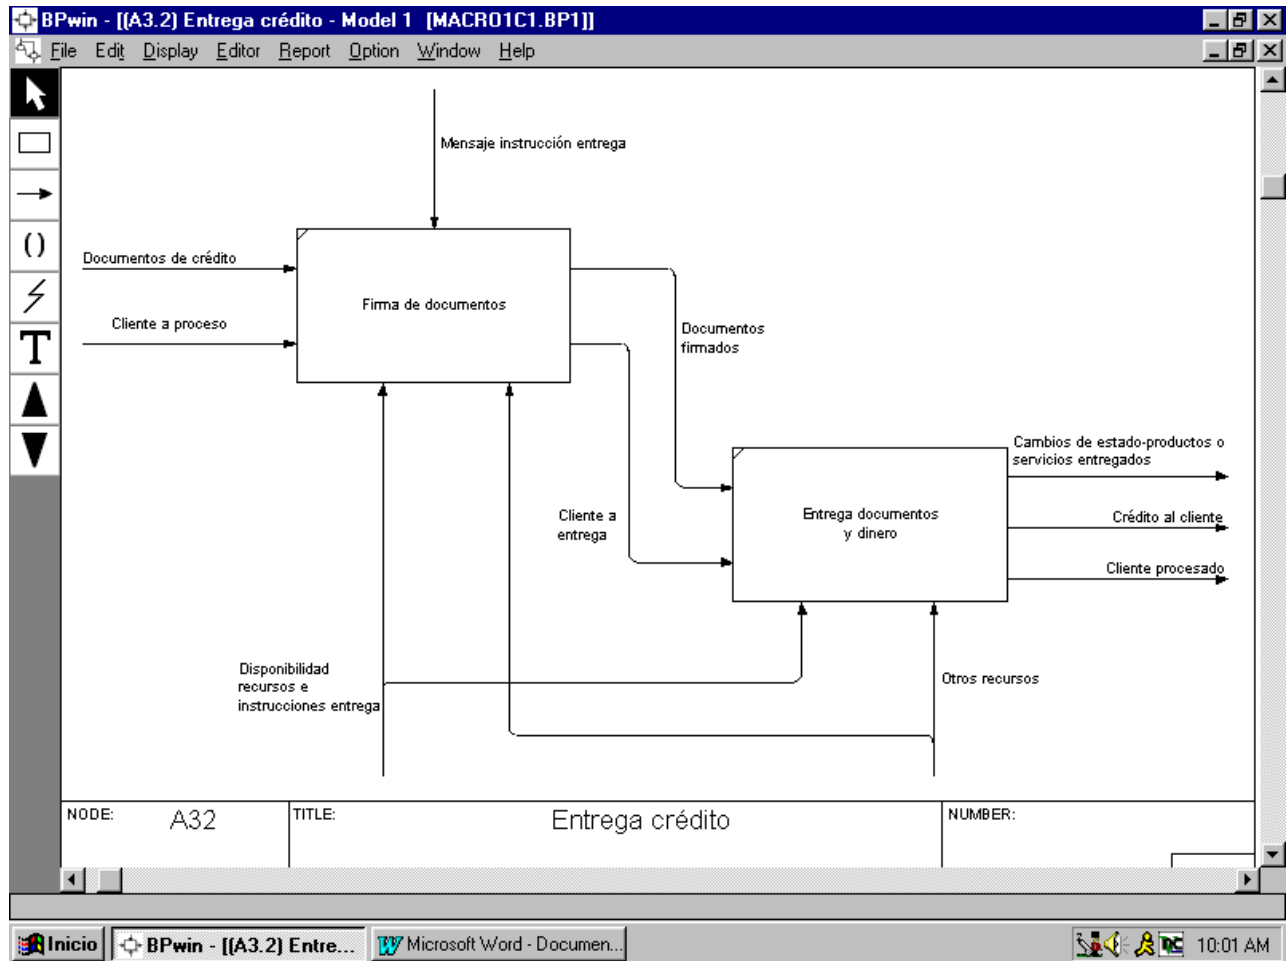 BPwin - [(A3.2) Entrega crédito - Model 1 [MACRO1C1.BP1]]
File Edit Display Editor Report Option Window Help
Mensaje instrucción entrega
Documentos de crédito
Firma de documentos
Cliente a proceso
Documentos
firmados
Cambios de estado-productos o
servicios entregados
Cliente a
entrega
Entrega documentos
y dinero
Crédito al cliente
Cliente procesado
Disponibilidad
recursos e
instrucciones entrega
Otros recursos
NODE: A32 TITLE: Entrega crédito NUMBER:
( )
T
Inicio BPwin - [(A3.2) Entre... Microsoft Word - Documen... 10:01 AM